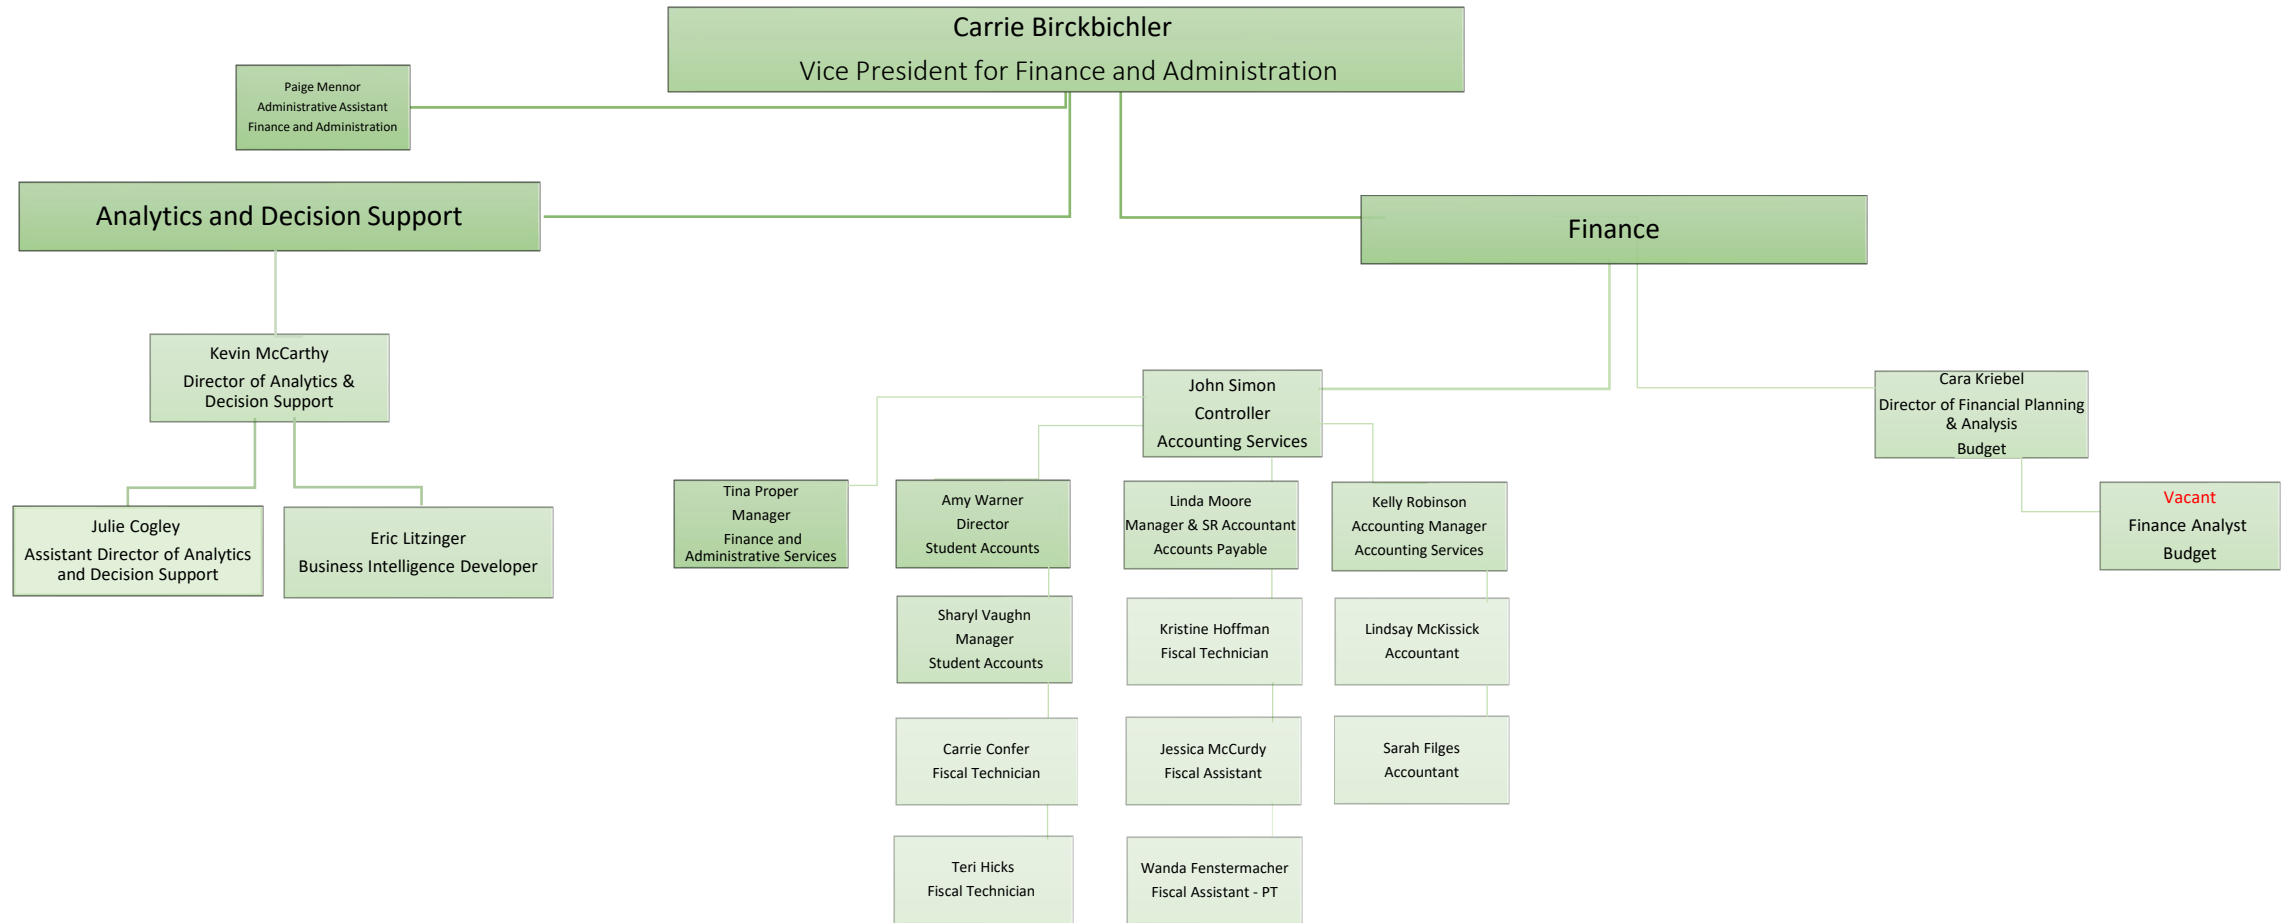 Carrie Birckbichler
Vice President for Finance and Administration
Paige Mennor
Administrative Assistant
Finance and Administration
Analytics and Decision Support
Finance
Kevin McCarthy
Director of Analytics &
Decision Support
Julie Cogley
Assistant Director of Analytics
and Decision Support
Eric Litzinger
Business Intelligence Developer
John Simon
Controller
Accounting Services
Tina Proper
Manager
Finance and
Administrative Services
Amy Warner
Director
Student Accounts
Sharyl Vaughn
Manager
Student Accounts
Carrie Confer
Fiscal Technician
Teri Hicks
Fiscal Technician
Linda Moore
Manager & SR Accountant
Accounts Payable
Kristine Hoffman
Fiscal Technician
Jessica McCurdy
Fiscal Assistant
Wanda Fenstermacher
Fiscal Assistant - PT
Kelly Robinson
Accounting Manager
Accounting Services
Lindsay McKissick
Accountant
Sarah Filges
Accountant
Cara Kriebel
Director of Financial Planning
& Analysis
Budget
Vacant
Finance Analyst
Budget